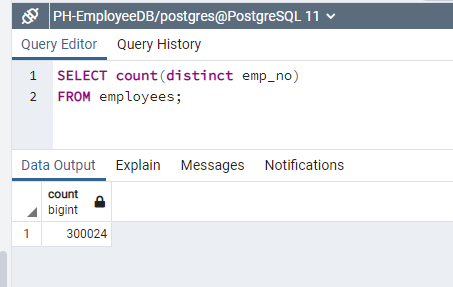 PH-EmployeeDB/postgres@PostgreSQL 11
Query Editor Query History
1 SELECT count(distinct emp_no)
2 FROM employees;
Data Output Explain Messages Notifications
count
bigint
1 300024